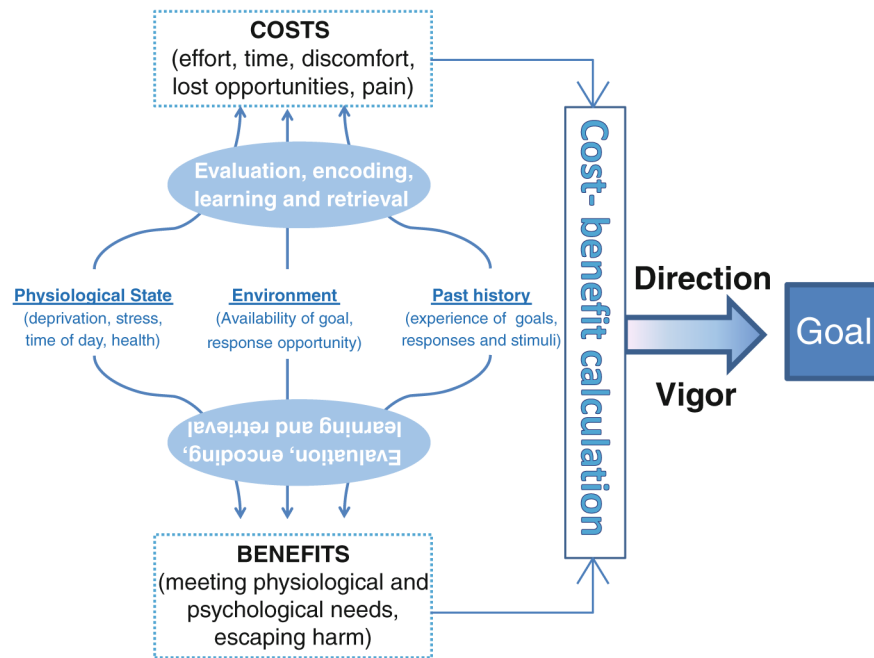 COSTS
(effort, time, discomfort,
lost opportunities, pain)
Evaluation, encoding,
learning and retrieval
Physiological State
(deprivation, stress,
time of day, health)
Environment
(Availability of goal,
response opportunity)
Past history
(experience of goals,
responses and stimuli)
Evaluation, encoding,
learning and retrieval
BENEFITS
(meeting physiological and
psychological needs,
escaping harm)
Cost- benefit calculation
Direction
Vigor
Goal